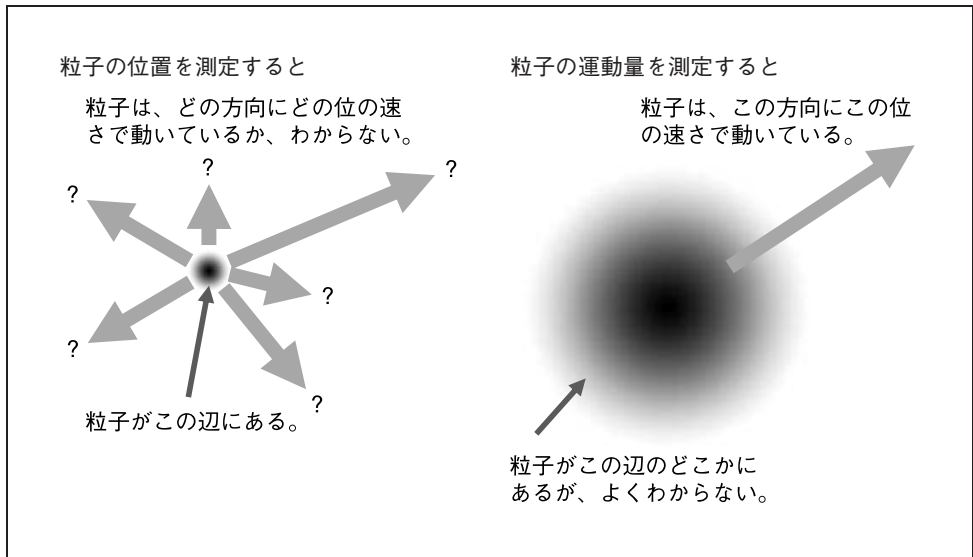 粒子の位置を測定すると
粒子は、どの方向にどの位の速
さで動いているか、わからない。
?
?
?
?
?
?
粒子がこの辺にある。
粒子の運動量を測定すると
粒子は、この方向にこの位
の速さで動いている。
粒子がこの辺のどこかに
あるが、よくわからない。